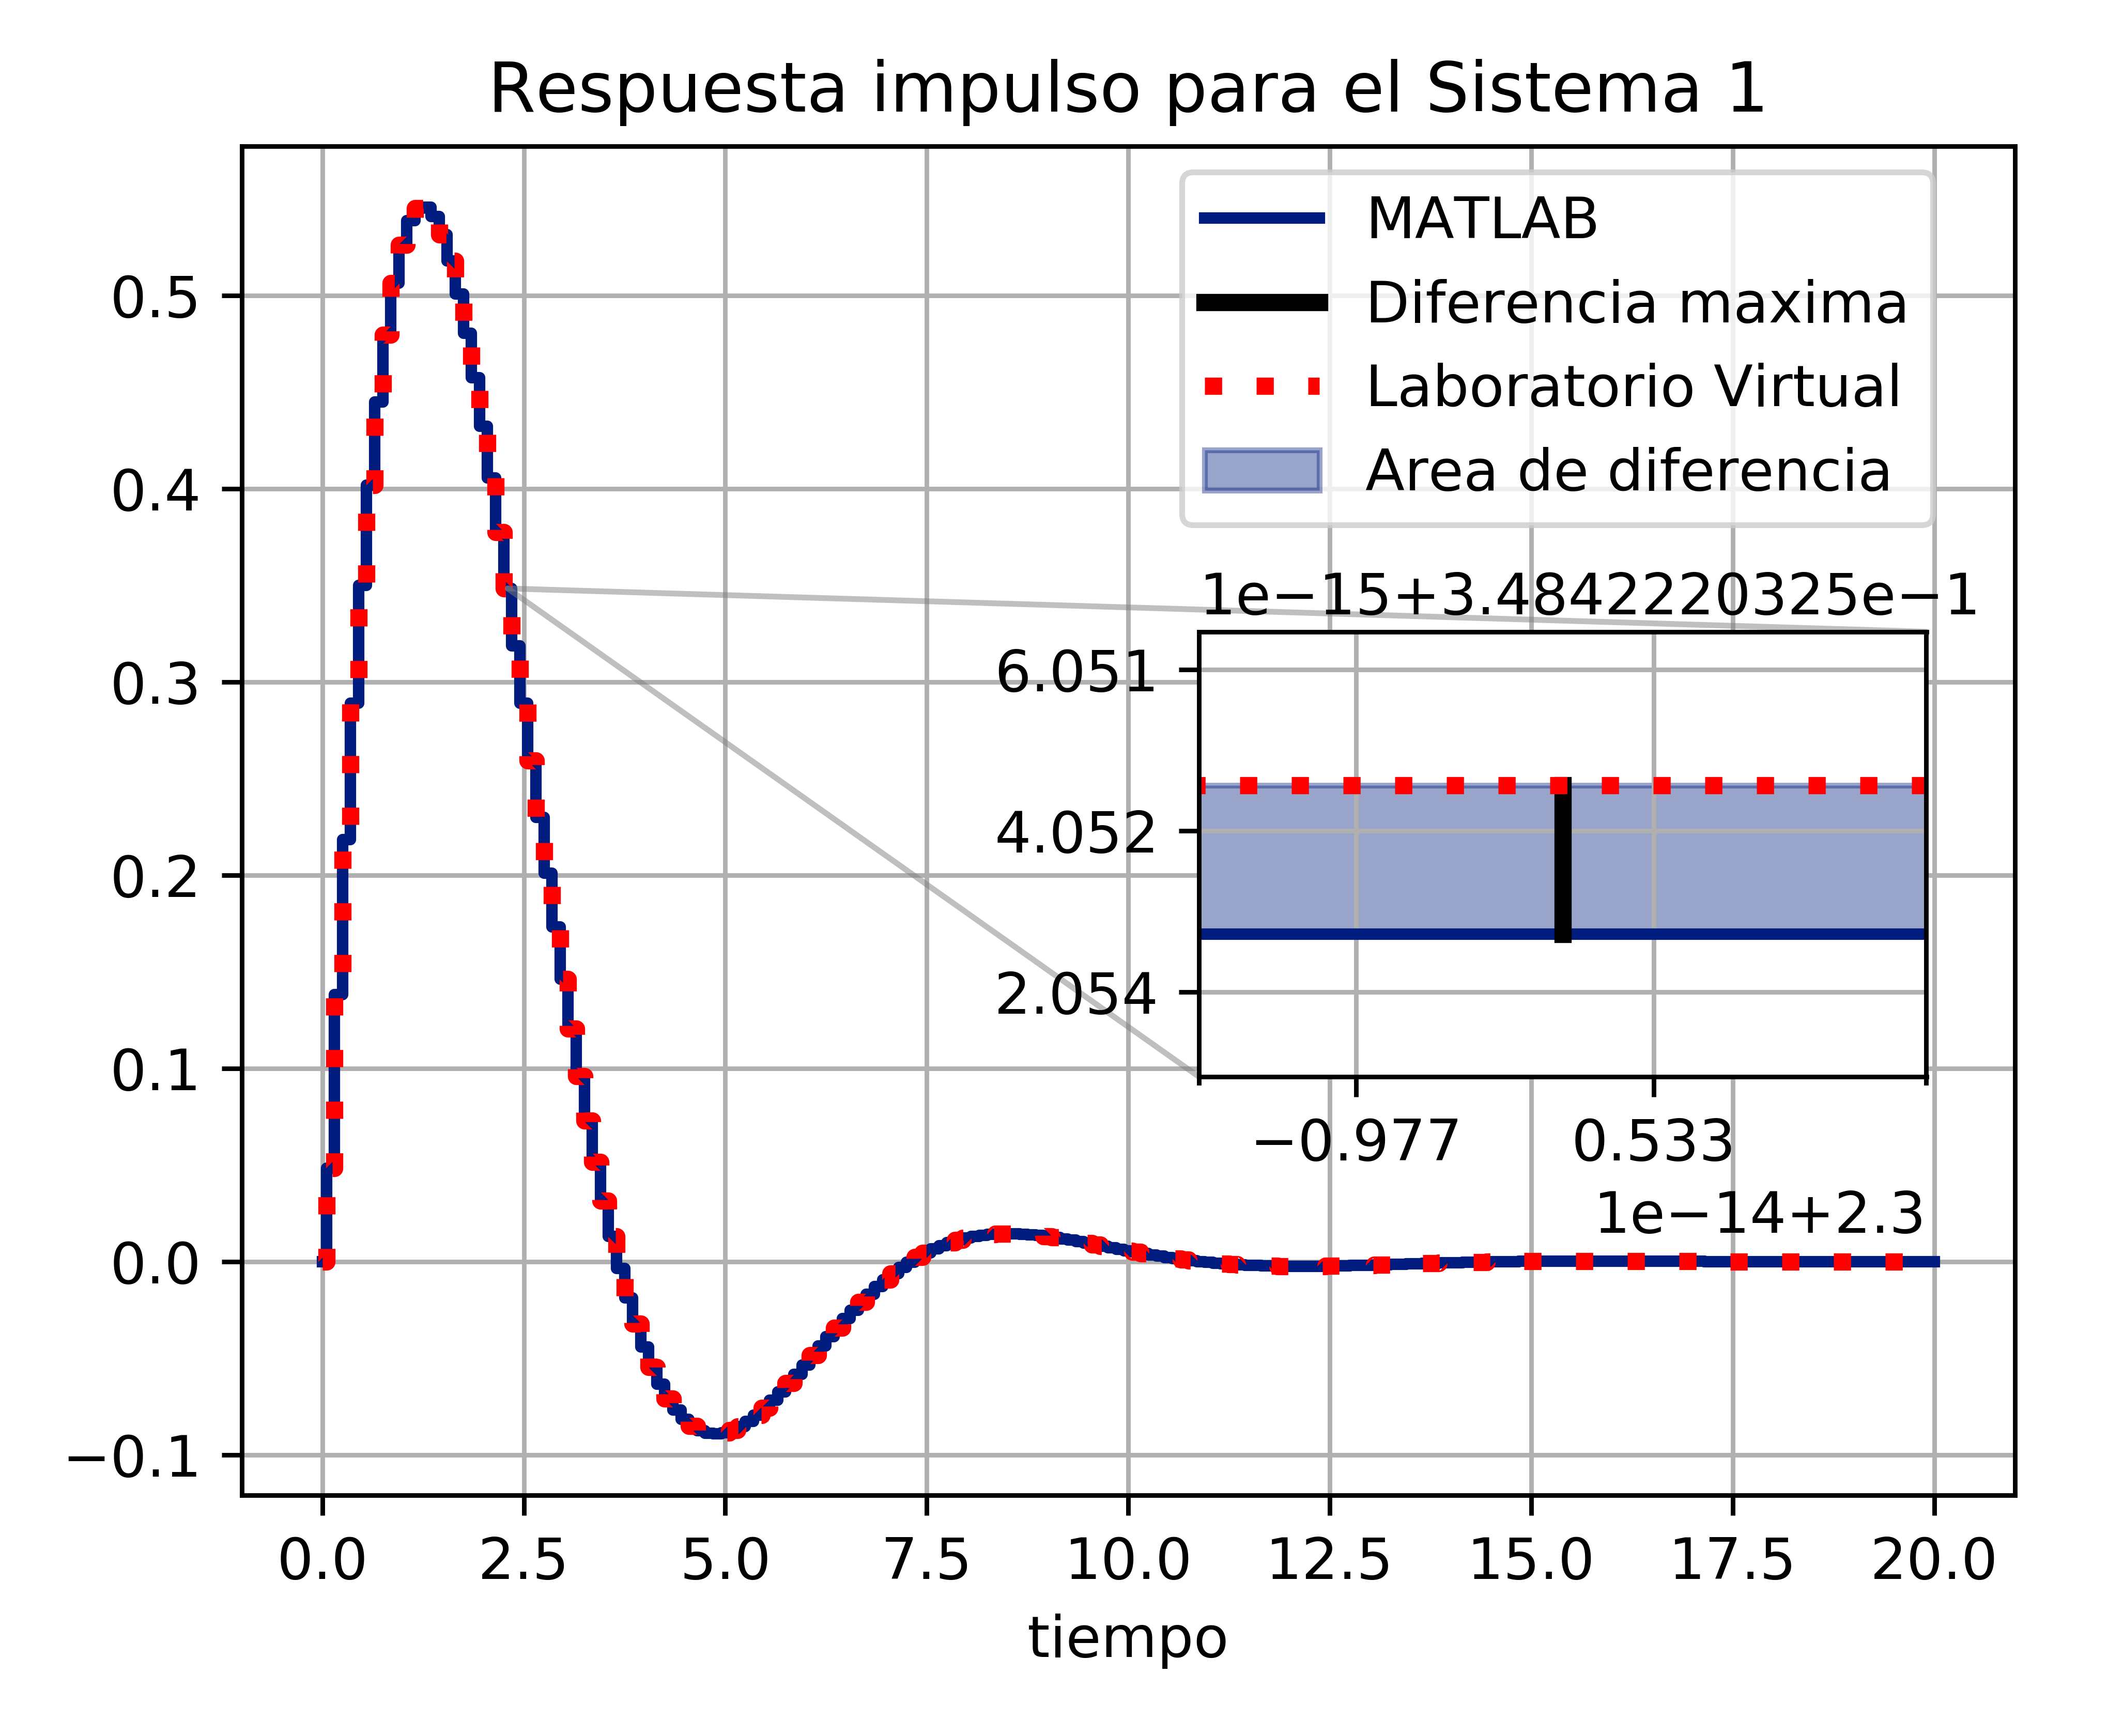 Respuesta impulso para el Sistema 1
MATLAB
Diferencia maxima
Laboratorio Virtual
Area de diferencia
0.5
0.4
0.3
0.2
0.1
0.0
−0.1
1e−15+3.4842220325e−1
6.051
4.052
2.054
−0.977 0.533
1e−14+2.3
0.0 2.5 5.0 7.5 10.0 12.5 15.0 17.5 20.0
tiempo